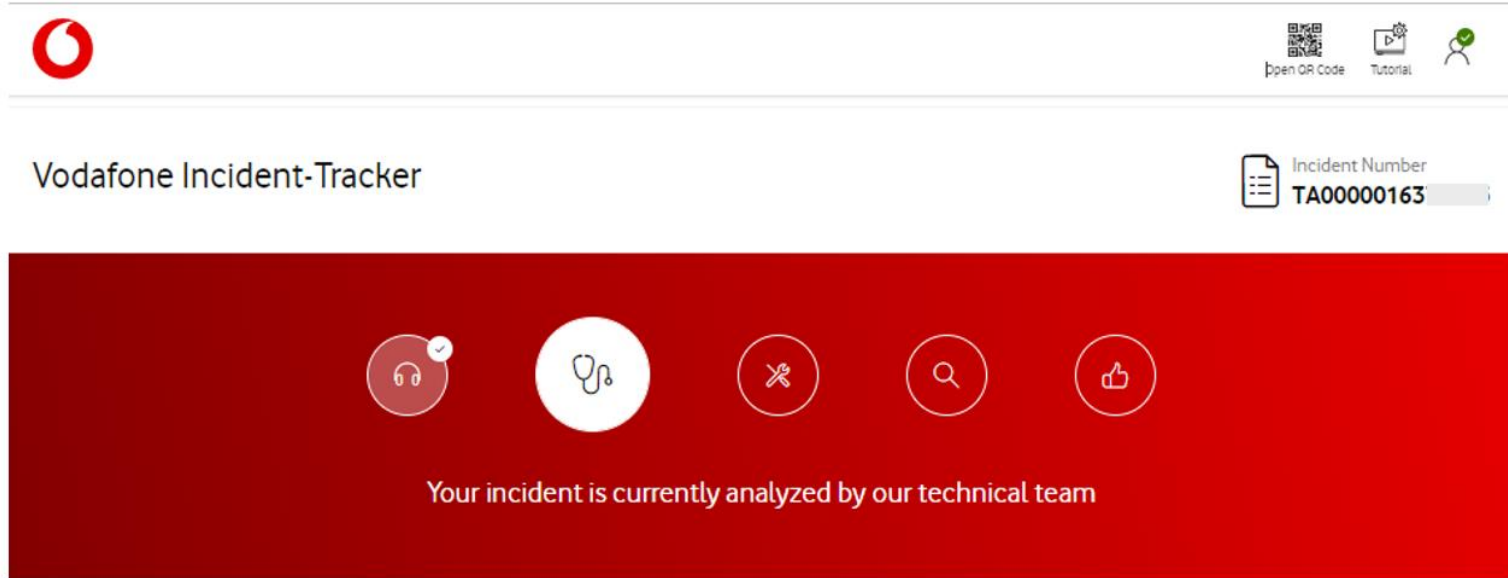 Open QR Code
Tutorial
Vodafone Incident-Tracker
Incident Number
TA00000163
Your incident is currently analyzed by our technical team